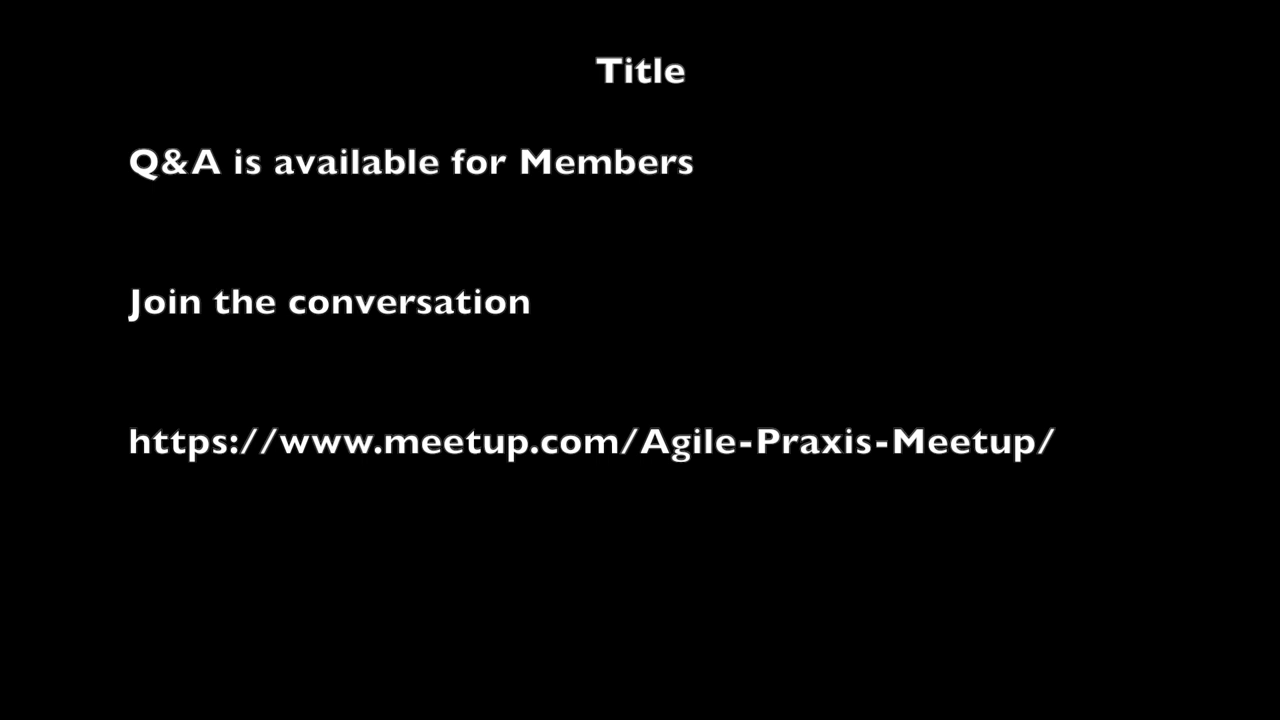 Title
Q&A is available for Members
Join the conversation
https://www.meetup.com/Agile-Praxis-Meetup/